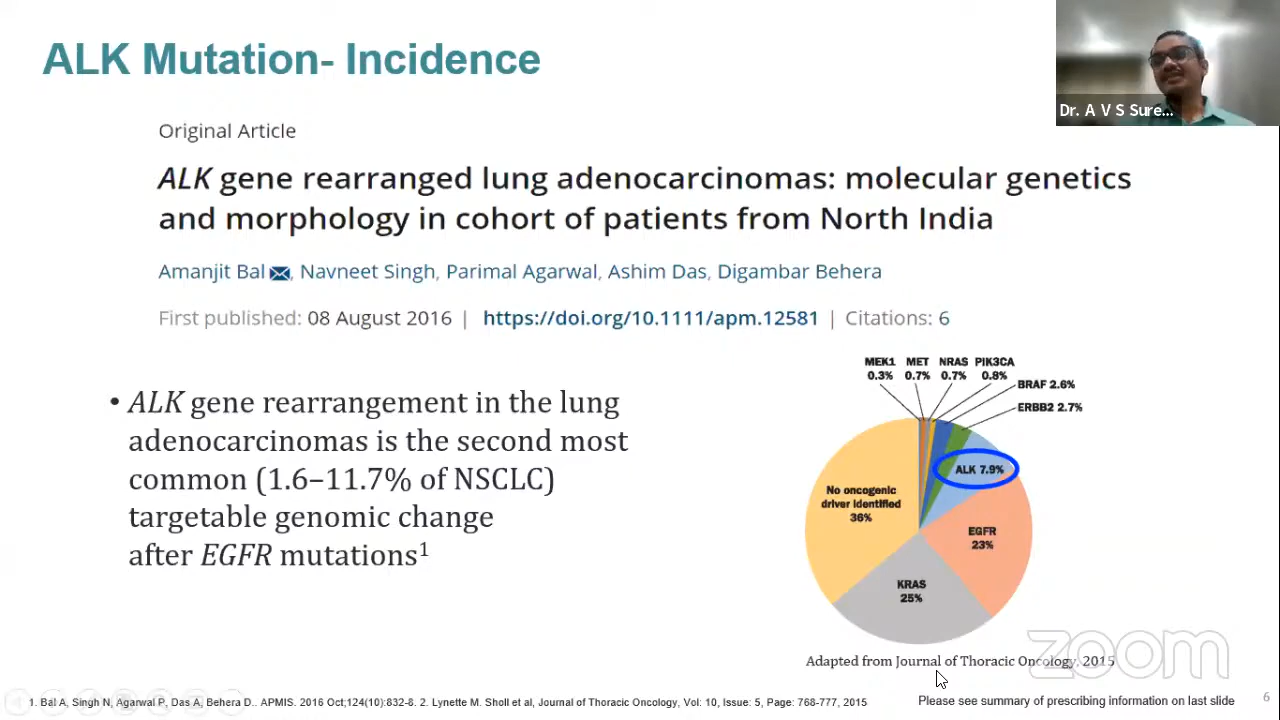 ALK Mutation- Incidence
Dr. A V S Sure...
Original Article
ALK gene rearranged lung adenocarcinomas: molecular genetics
and morphology in cohort of patients from North India
Amanjit Bal, Navneet Singh, Parimal Agarwal, Ashim Das, Digambar Behera
First published: 08 August 2016 | https://doi.org/10.1111/apm.12581 | Citations: 6
• ALK gene rearrangement in the lung
adenocarcinomas is the second most
common (1.6–11.7% of NSCLC)
targetable genomic change
after EGFR mutations1
MEK1 MET NRAS PIK3CA
0.3% 0.7% 0.7% 0.8%
BRAF 2.6%
ERBB2 2.7%
ALK 7.9%
No oncogenic
driver identified
36%
EGFR
23%
KRAS
25%
zoom
Adapted from Journal of Thoracic Oncology, 2015
1. Bal A, Singh N, Agarwal P, Das A, Behera D.. APMIS. 2016 Oct;124(10):832-8. 2. Lynette M. Sholl et al, Journal of Thoracic Oncology, Vol: 10, Issue: 5, Page: 768-777, 2015
Please see summary of prescribing information on last slide
6